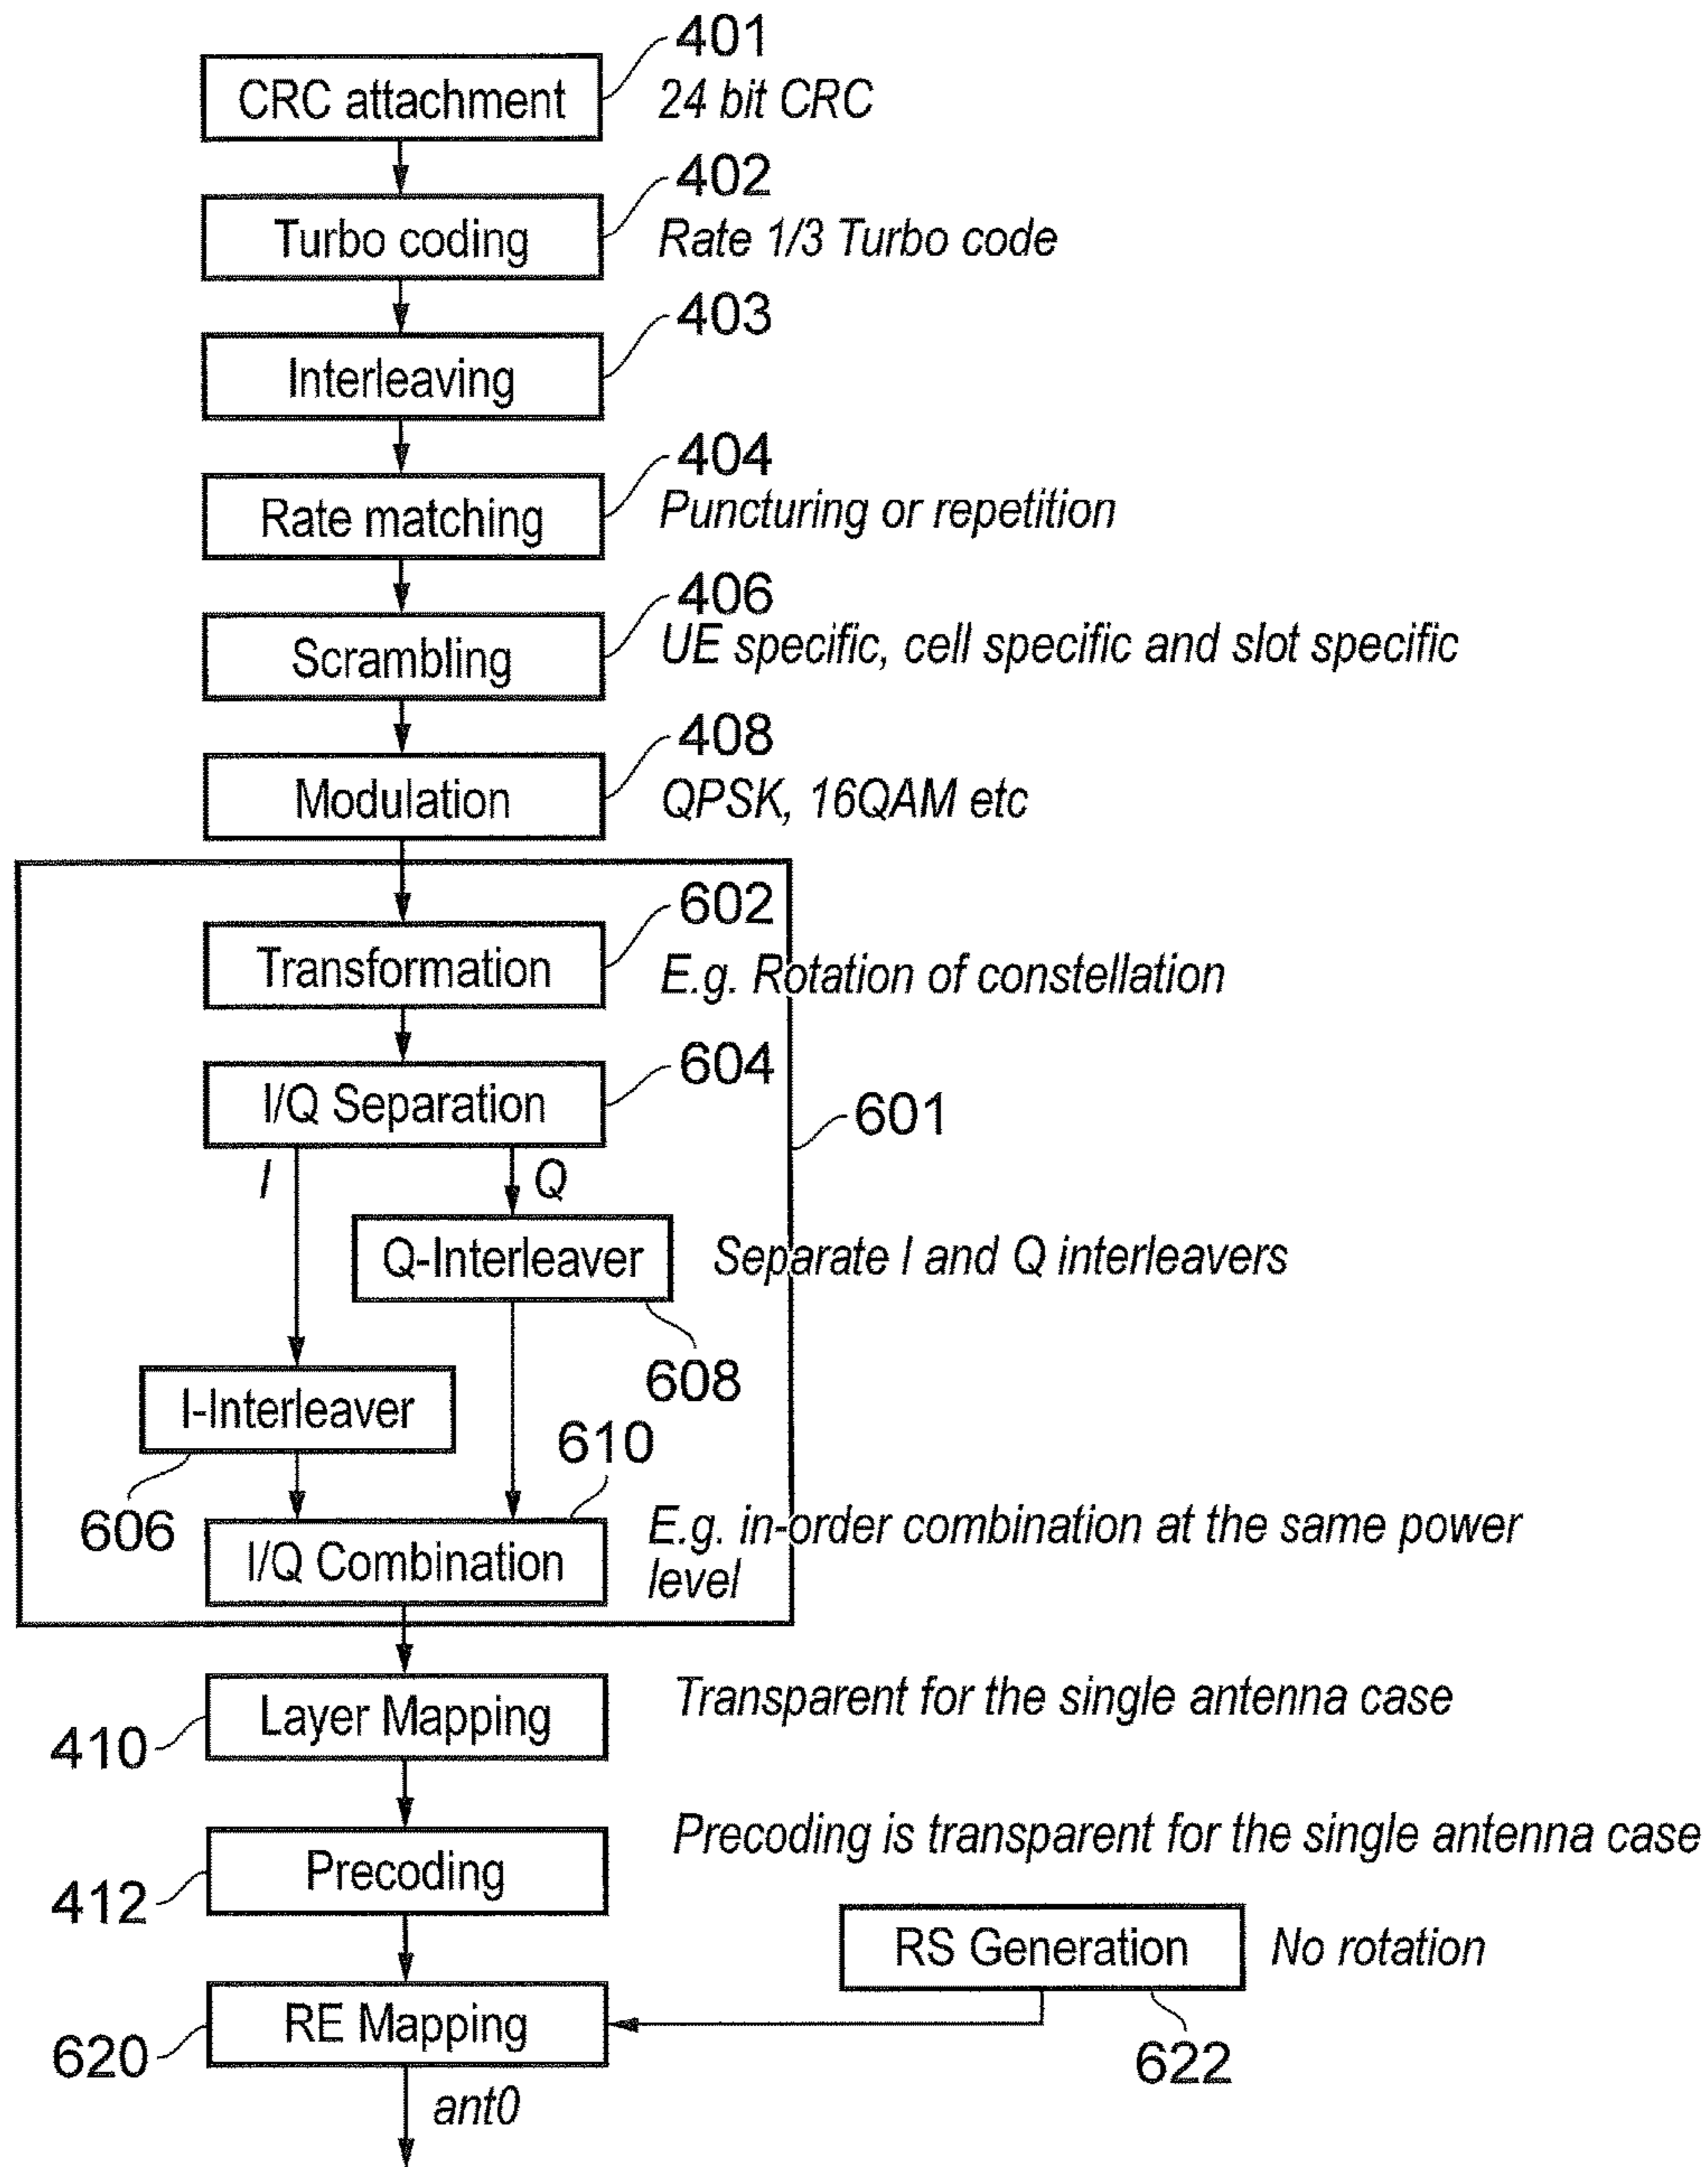 401
CRC attachment
24 bit CRC
402
Turbo coding
Rate 1/3 Turbo code
403
Interleaving
404
Rate matching
Puncturing or repetition
406
Scrambling
UE specific, cell specific and slot specific
408
Modulation
QPSK, 16QAM etc
602
Transformation
E.g. Rotation of constellation
604
I/Q Separation
601
I
Q
Q-Interleaver
Separate I and Q interleavers
608
I-Interleaver
606
610
I/Q Combination
E.g. in-order combination at the same power
level
Layer Mapping
Transparent for the single antenna case
410
Precoding
Precoding is transparent for the single antenna case
412
RS Generation
No rotation
RE Mapping
620
622
ant0